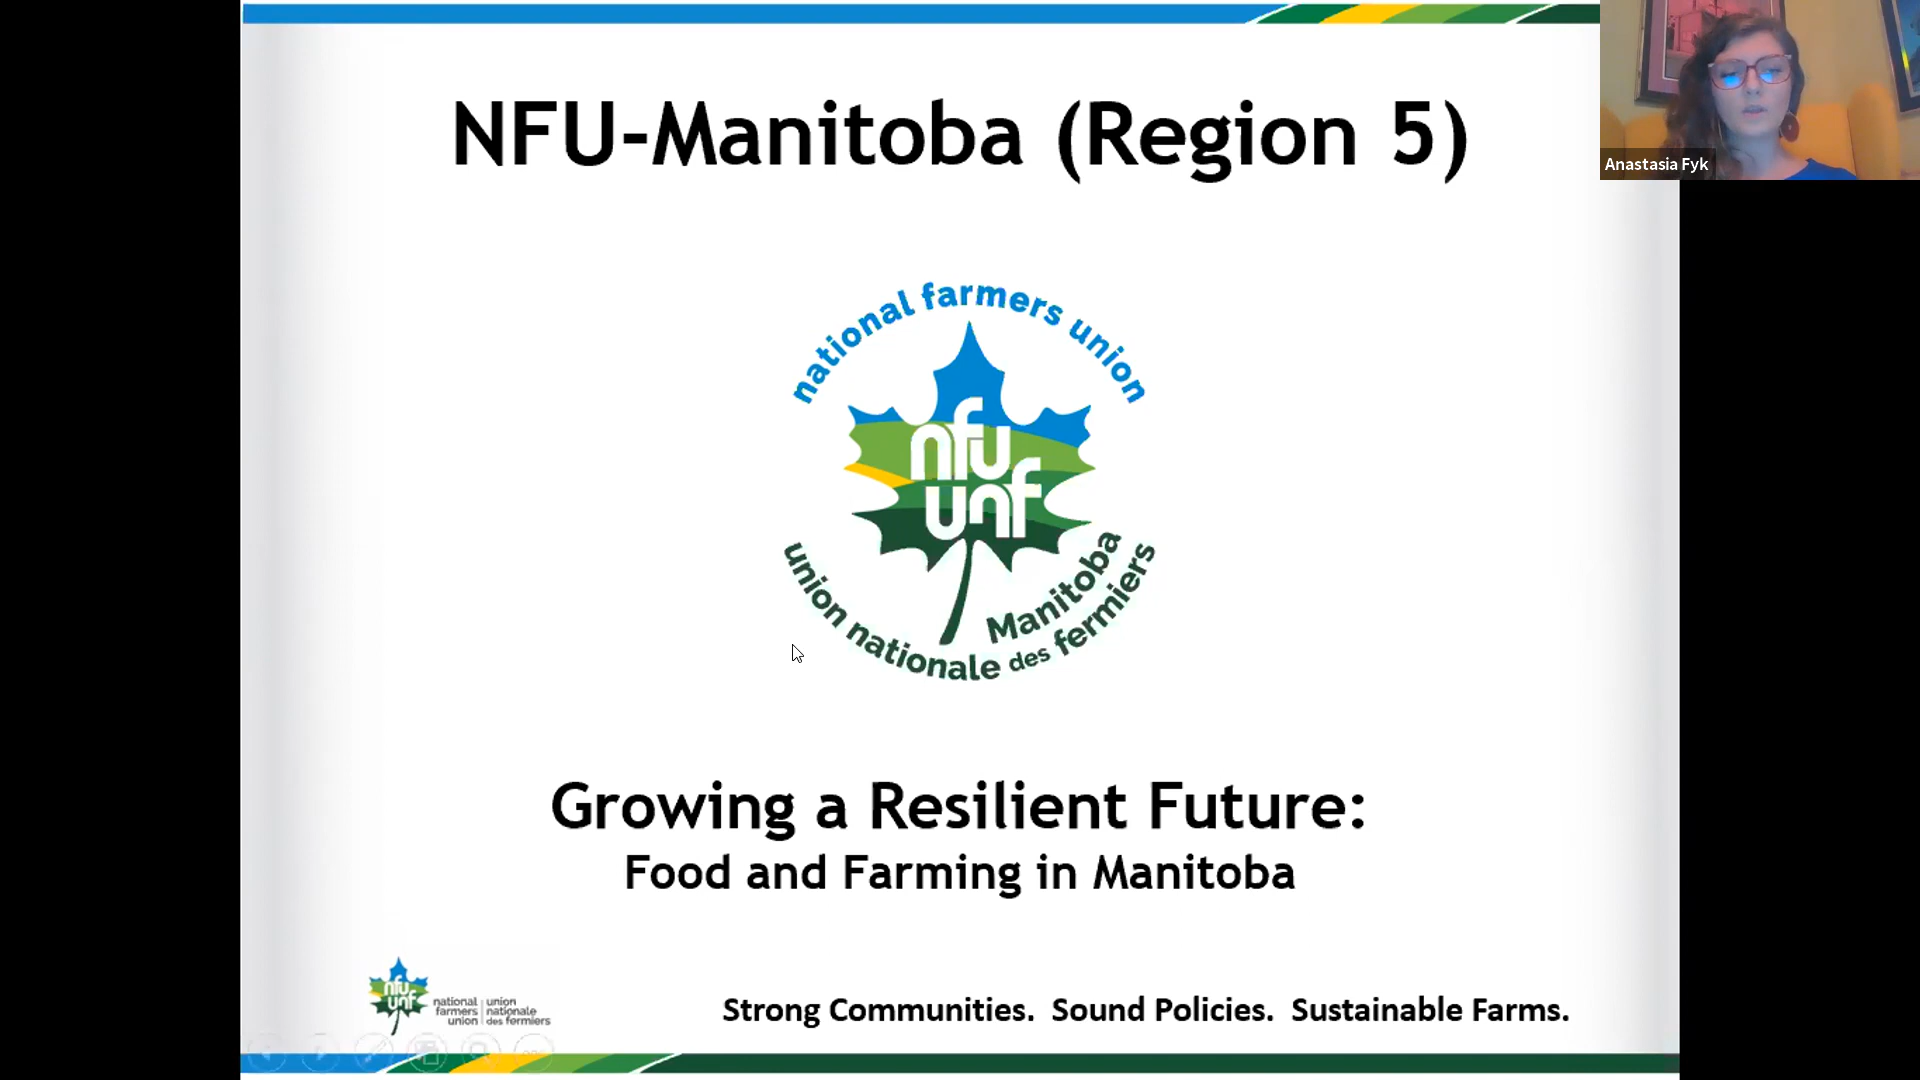 NFU-Manitoba (Region 5)
Anastasia Fyk
national farmers union
nfu
unf
Manitoba
union nationale des fermiers
Growing a Resilient Future:
Food and Farming in Manitoba
nfu
unf
national
farmers
union
union
nationale
des fermiers
Strong Communities. Sound Policies. Sustainable Farms.